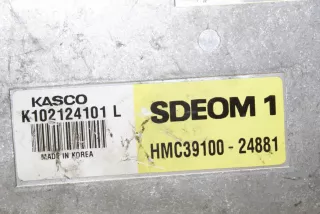 KASCO
K102124101 L
MADE IN KOREA
SDEOM 1
HMC39100 - 24881